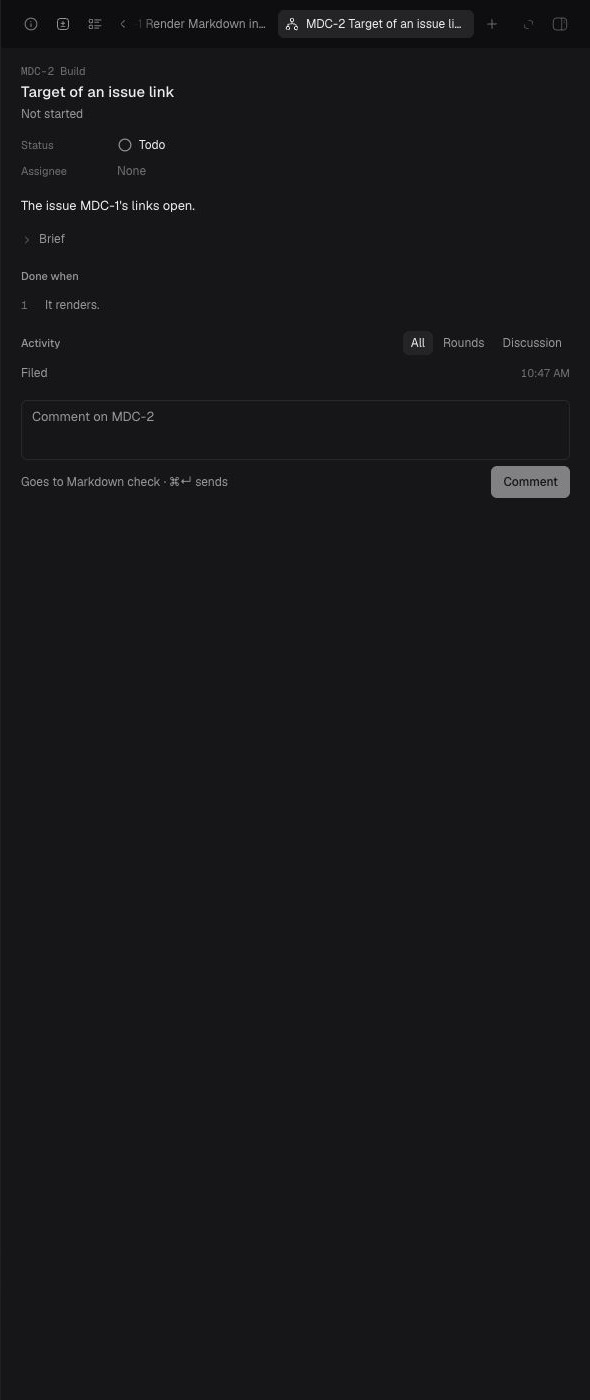 Render Markdown in... MDC-2 Target of an issue li...
MDC-2 Build
Target of an issue link
Not started
Status Todo
Assignee None
The issue MDC-1's links open.
Brief
Done when
1 It renders.
Activity All Rounds Discussion
Filed 10:47 AM
Comment on MDC-2
Goes to Markdown check · ⌘↵ sends Comment